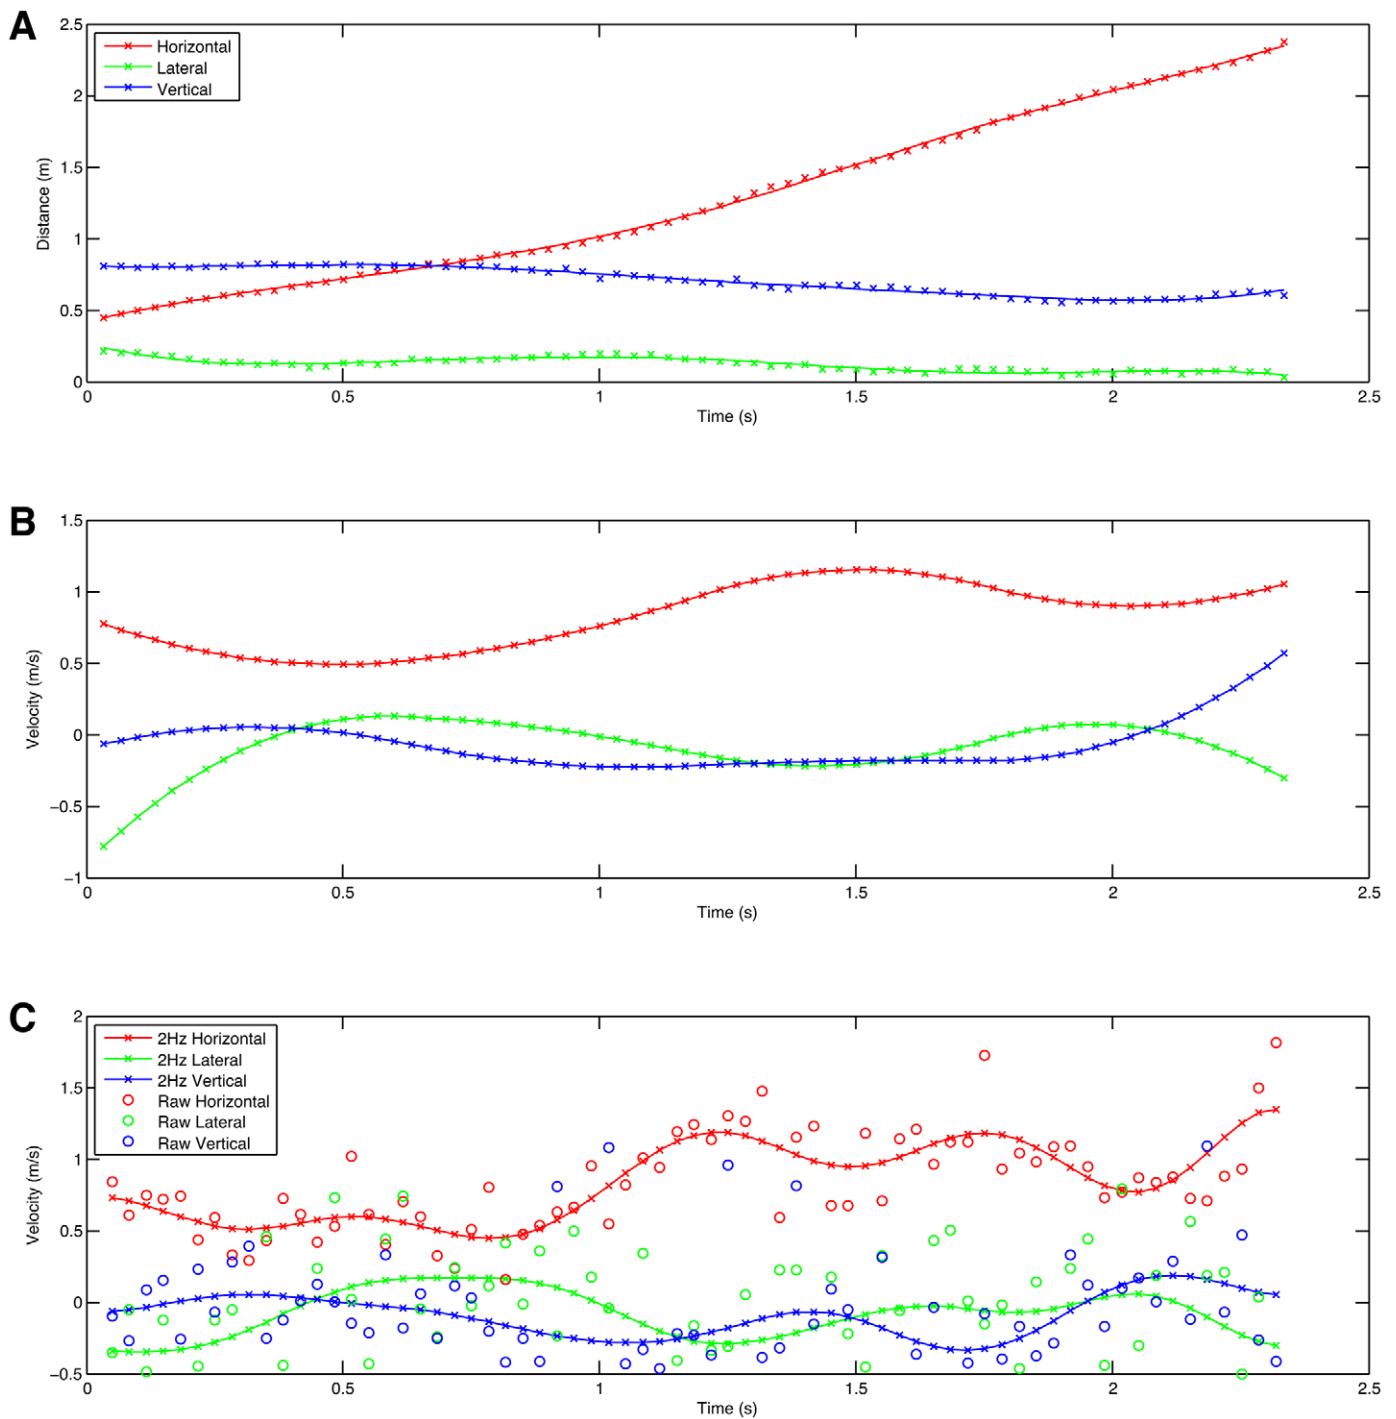 A
2.5
2
1.5
1
0.5
0
Distance (m)
Horizontal
Lateral
Vertical
0 0.5 1 1.5 2 2.5
Time (s)
B
1.5
1
0.5
0
−0.5
−1
Velocity (m/s)
0 0.5 1 1.5 2 2.5
Time (s)
C
2
1.5
1
0.5
0
−0.5
Velocity (m/s)
2Hz Horizontal
2Hz Lateral
2Hz Vertical
Raw Horizontal
Raw Lateral
Raw Vertical
0 0.5 1 1.5 2 2.5
Time (s)